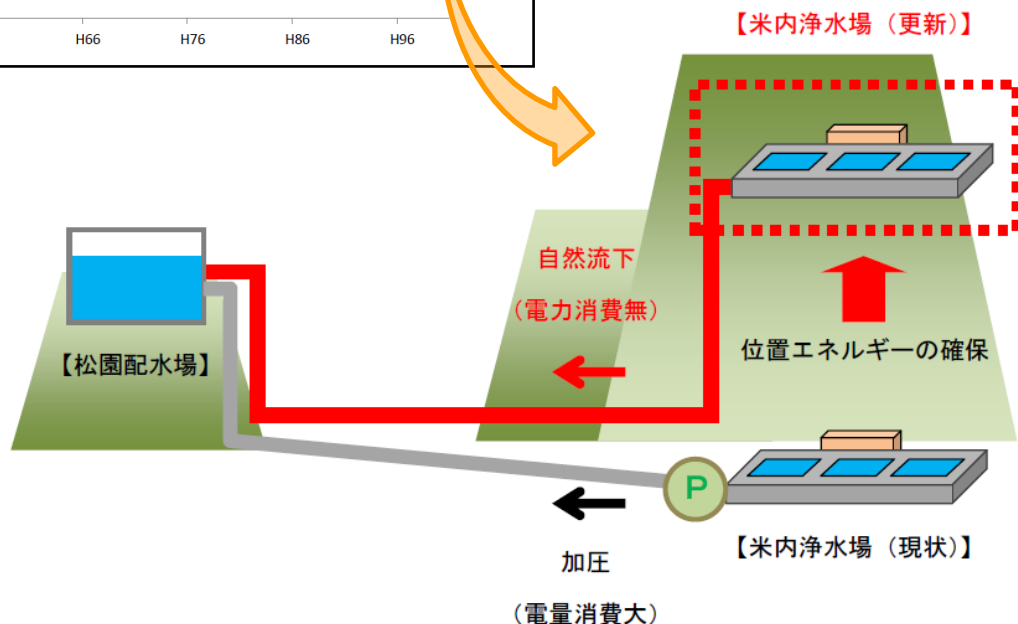 H66 H76 H86 H96
【米内浄水場（更新）】
自然流下
（電力消費無）
位置エネルギーの確保
【松園配水場】
P
【米内浄水場（現状）】
加圧
（電量消費大）